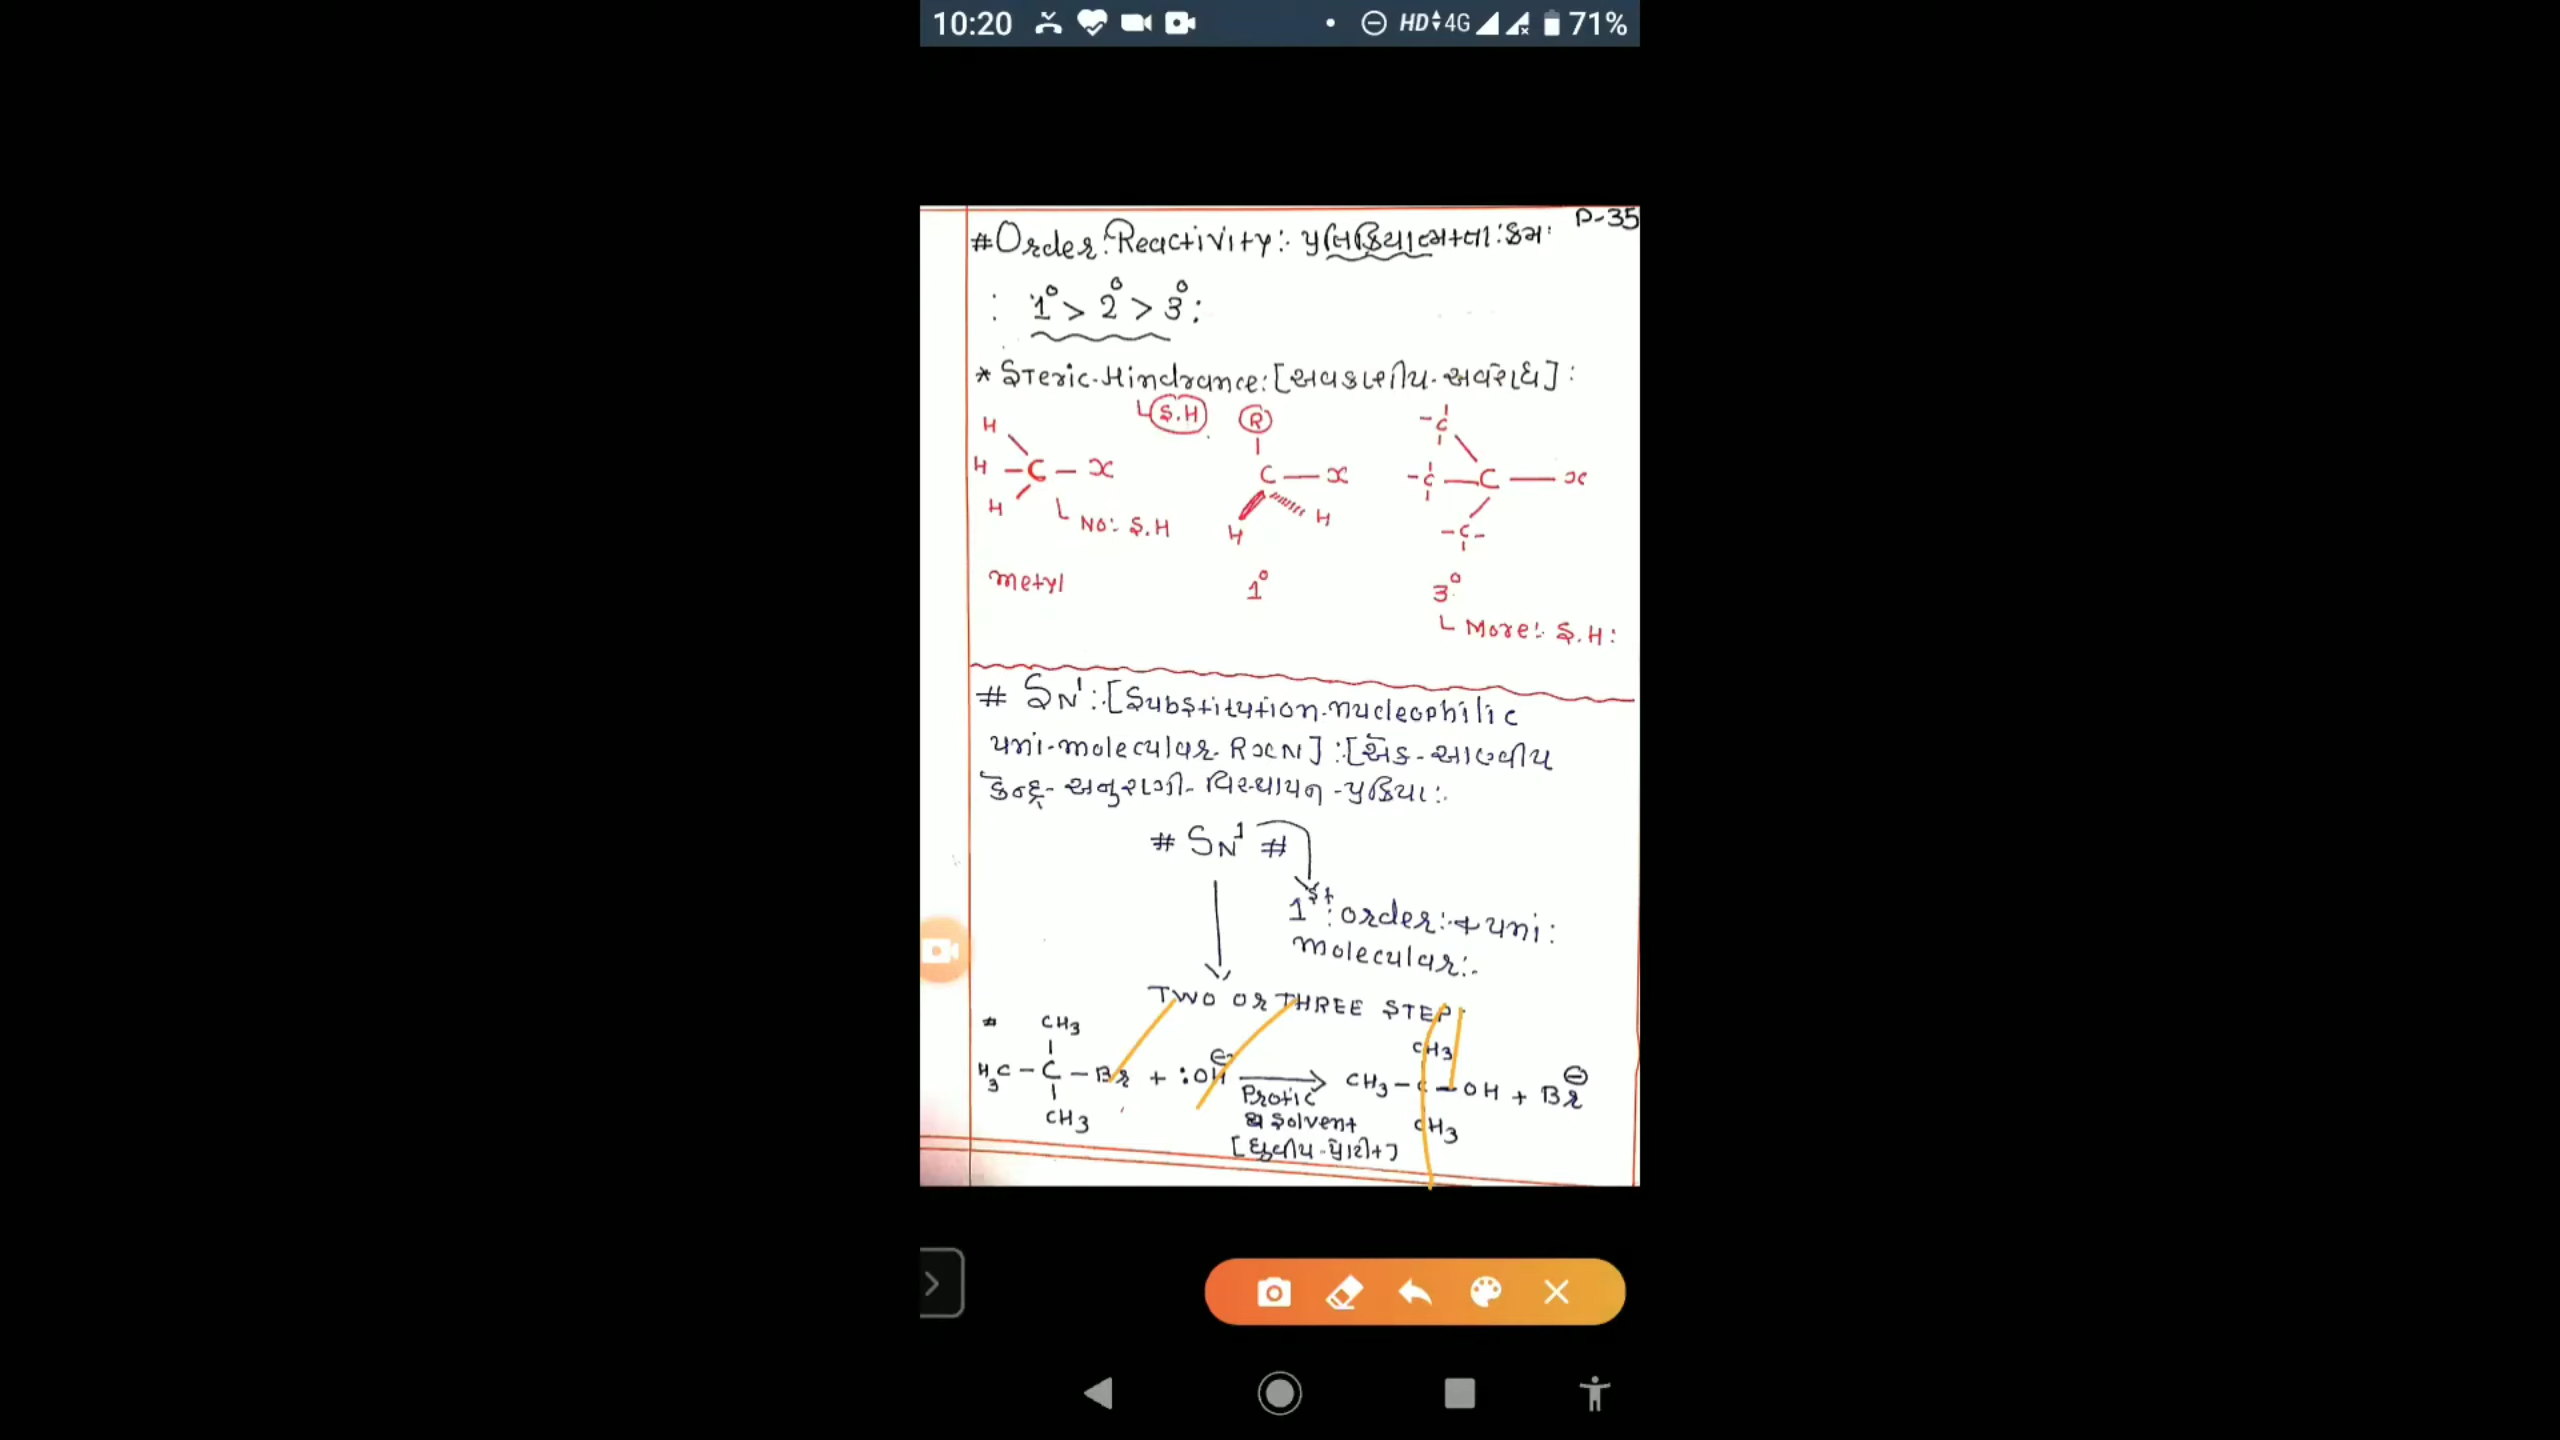 10:20 HD 4G 71%
P-35
#Order:Reactivity:- પ્રતિક્રિયાત્મકતા:ક્રમ:
: 1° > 2° > 3°:
* Steric-Hindrance:[અવકાશીય-અવરોધ]:
S.H
H R -C-
H -C - X C - X -C-C - X
H No: S.H H H -C-
metyl 1° 3°
More: S.H:
# SN1:[Substitution-nucleophilic
uni-molecular-RxN]:[એક-આણ્વીય
કેન્દ્ર-અનુરાગી-વિસ્થાપન-પ્રક્રિયા:-
# SN1 #
1st: order:- & uni:
molecular:-
TWO OR THREE STEP:
* CH3 CH3
H3C - C - Br + :OH⊖ → CH3 - C - OH + Br⊖
CH3 Protic CH3
Solvent
[ધ્રુવીય-પ્રોટીક]